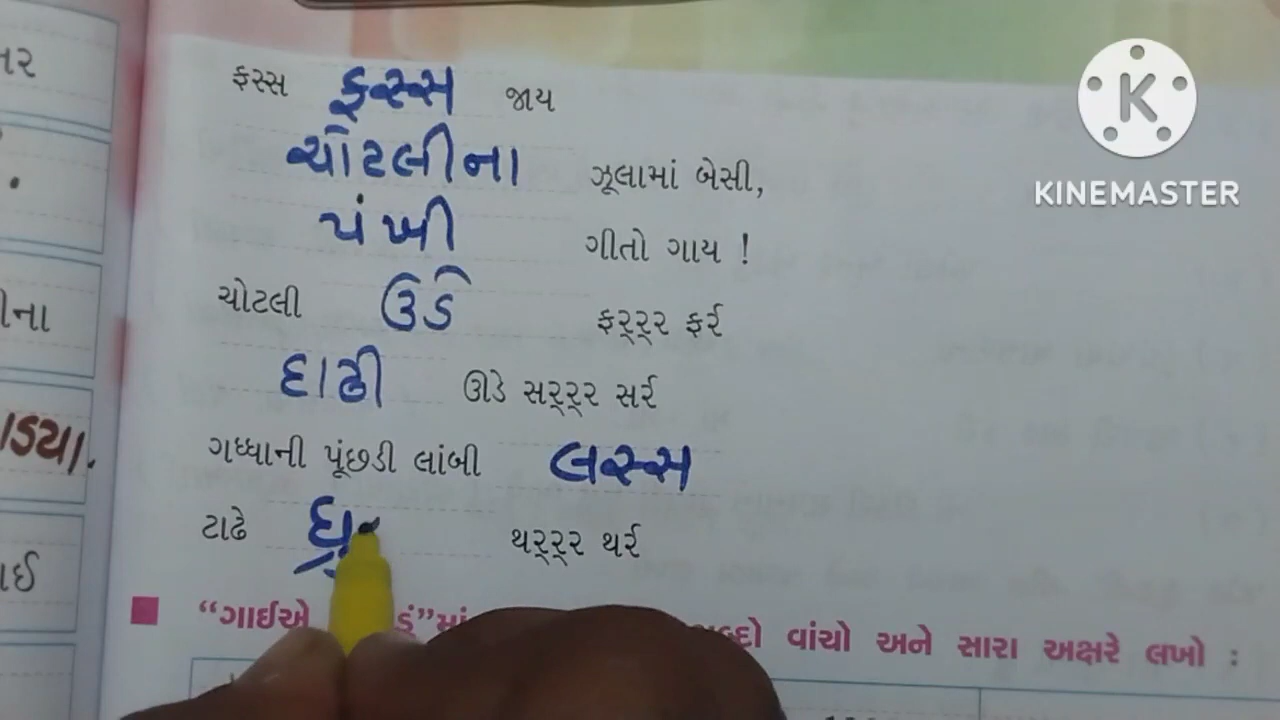 ફસ્સ ફસ્સ જાય
ચોટલીના ઝૂલામાં બેસી,
પંખી ગીતો ગાય !
ચોટલી ઉડે ફર્‌ર્‌ર ફર્ર
દાઢી ઊડે સર્‌ર્‌ર સર્ર
ગધ્ધાની પૂંછડી લાંબી લસ્સ
ટાઢે થર્‌ર્‌ર થર્ર
"ગાઈએ વાંચો અને સારા અક્ષરે લખો :
KINEMASTER